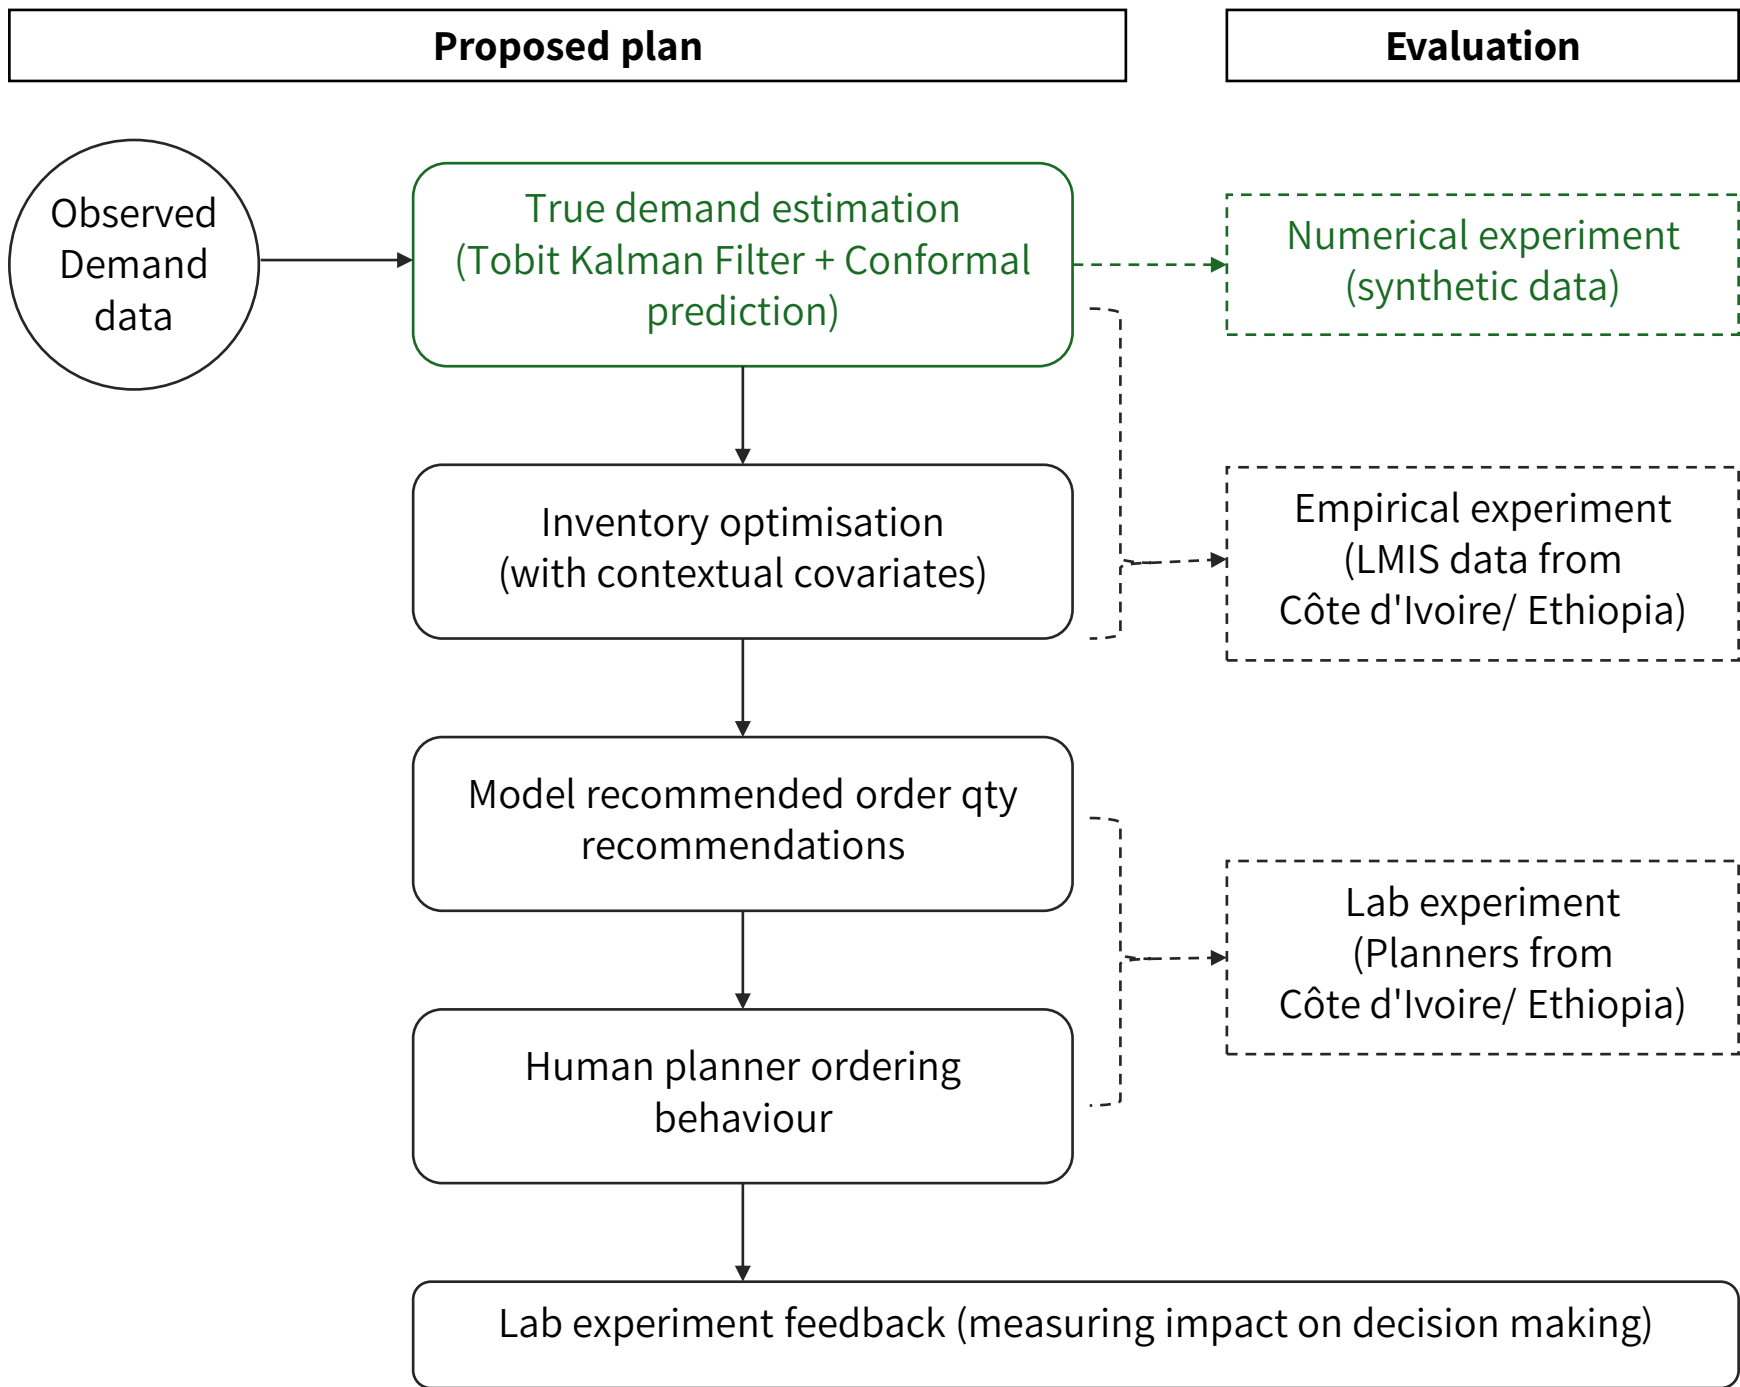 Proposed plan
Evaluation
Observed
Demand
data
True demand estimation
(Tobit Kalman Filter + Conformal
prediction)
Numerical experiment
(synthetic data)
Inventory optimisation
(with contextual covariates)
Empirical experiment
(LMIS data from
Côte d'Ivoire/ Ethiopia)
Model recommended order qty
recommendations
Lab experiment
(Planners from
Côte d'Ivoire/ Ethiopia)
Human planner ordering
behaviour
Lab experiment feedback (measuring impact on decision making)